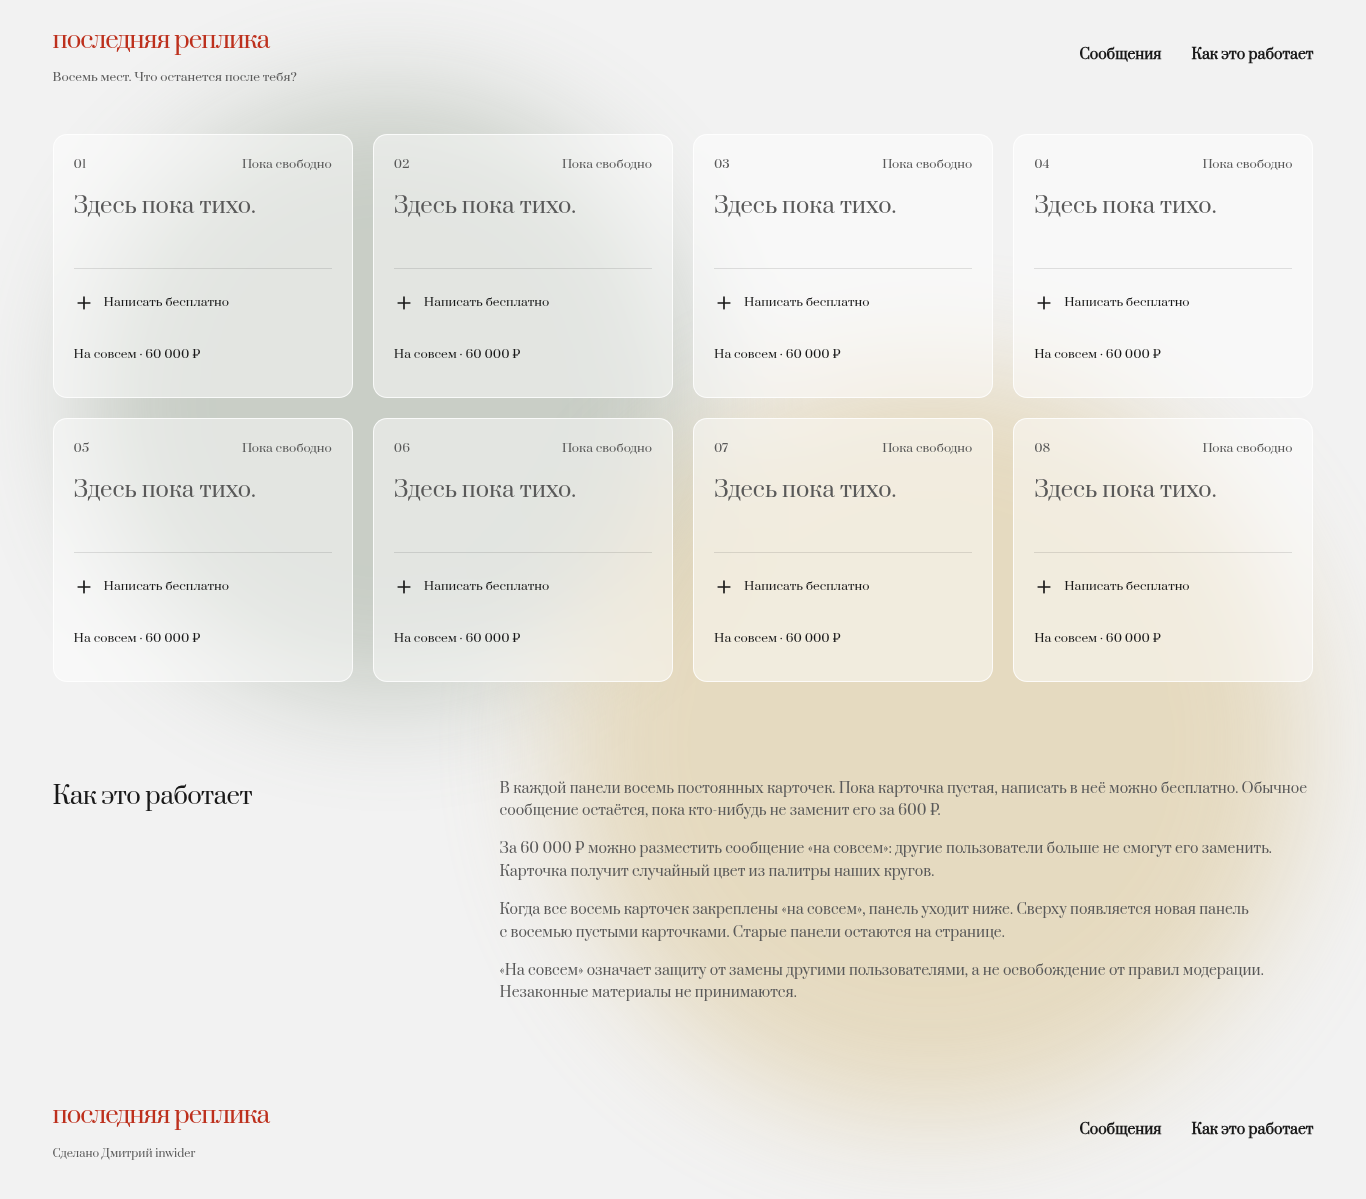 последняя реплика
Восемь мест. Что останется после тебя?
Сообщения Как это работает
01 Пока свободно
Здесь пока тихо.
+ Написать бесплатно
На совсем · 60 000 ₽
02 Пока свободно
Здесь пока тихо.
+ Написать бесплатно
На совсем · 60 000 ₽
03 Пока свободно
Здесь пока тихо.
+ Написать бесплатно
На совсем · 60 000 ₽
04 Пока свободно
Здесь пока тихо.
+ Написать бесплатно
На совсем · 60 000 ₽
05 Пока свободно
Здесь пока тихо.
+ Написать бесплатно
На совсем · 60 000 ₽
06 Пока свободно
Здесь пока тихо.
+ Написать бесплатно
На совсем · 60 000 ₽
07 Пока свободно
Здесь пока тихо.
+ Написать бесплатно
На совсем · 60 000 ₽
08 Пока свободно
Здесь пока тихо.
+ Написать бесплатно
На совсем · 60 000 ₽
Как это работает
В каждой панели восемь постоянных карточек. Пока карточка пустая, написать в неё можно бесплатно. Обычное
сообщение остаётся, пока кто-нибудь не заменит его за 600 ₽.
За 60 000 ₽ можно разместить сообщение «на совсем»: другие пользователи больше не смогут его заменить.
Карточка получит случайный цвет из палитры наших кругов.
Когда все восемь карточек закреплены «на совсем», панель уходит ниже. Сверху появляется новая панель
с восемью пустыми карточками. Старые панели остаются на странице.
«На совсем» означает защиту от замены другими пользователями, а не освобождение от правил модерации.
Незаконные материалы не принимаются.
последняя реплика
Сделано Дмитрий inwider
Сообщения Как это работает